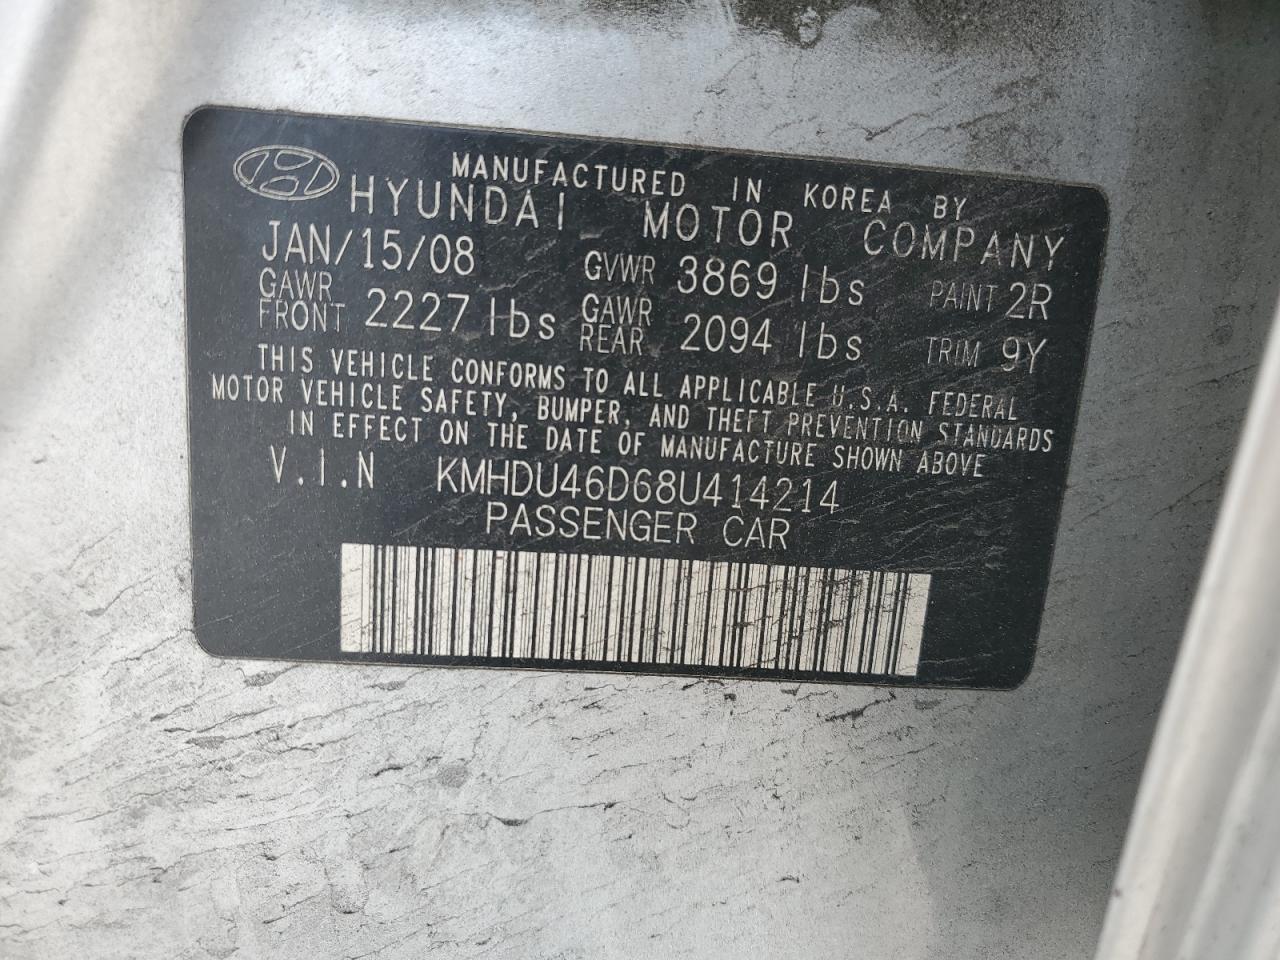 MANUFACTURED IN KOREA BY
HYUNDAI MOTOR COMPANY
JAN/15/08 GVWR 3869 lbs PAINT 2R
GAWR FRONT 2227 lbs GAWR REAR 2094 lbs TRIM 9Y
THIS VEHICLE CONFORMS TO ALL APPLICABLE U.S.A. FEDERAL
MOTOR VEHICLE SAFETY, BUMPER, AND THEFT PREVENTION STANDARDS
IN EFFECT ON THE DATE OF MANUFACTURE SHOWN ABOVE
V.I.N KMHDU46D68U414214
PASSENGER CAR